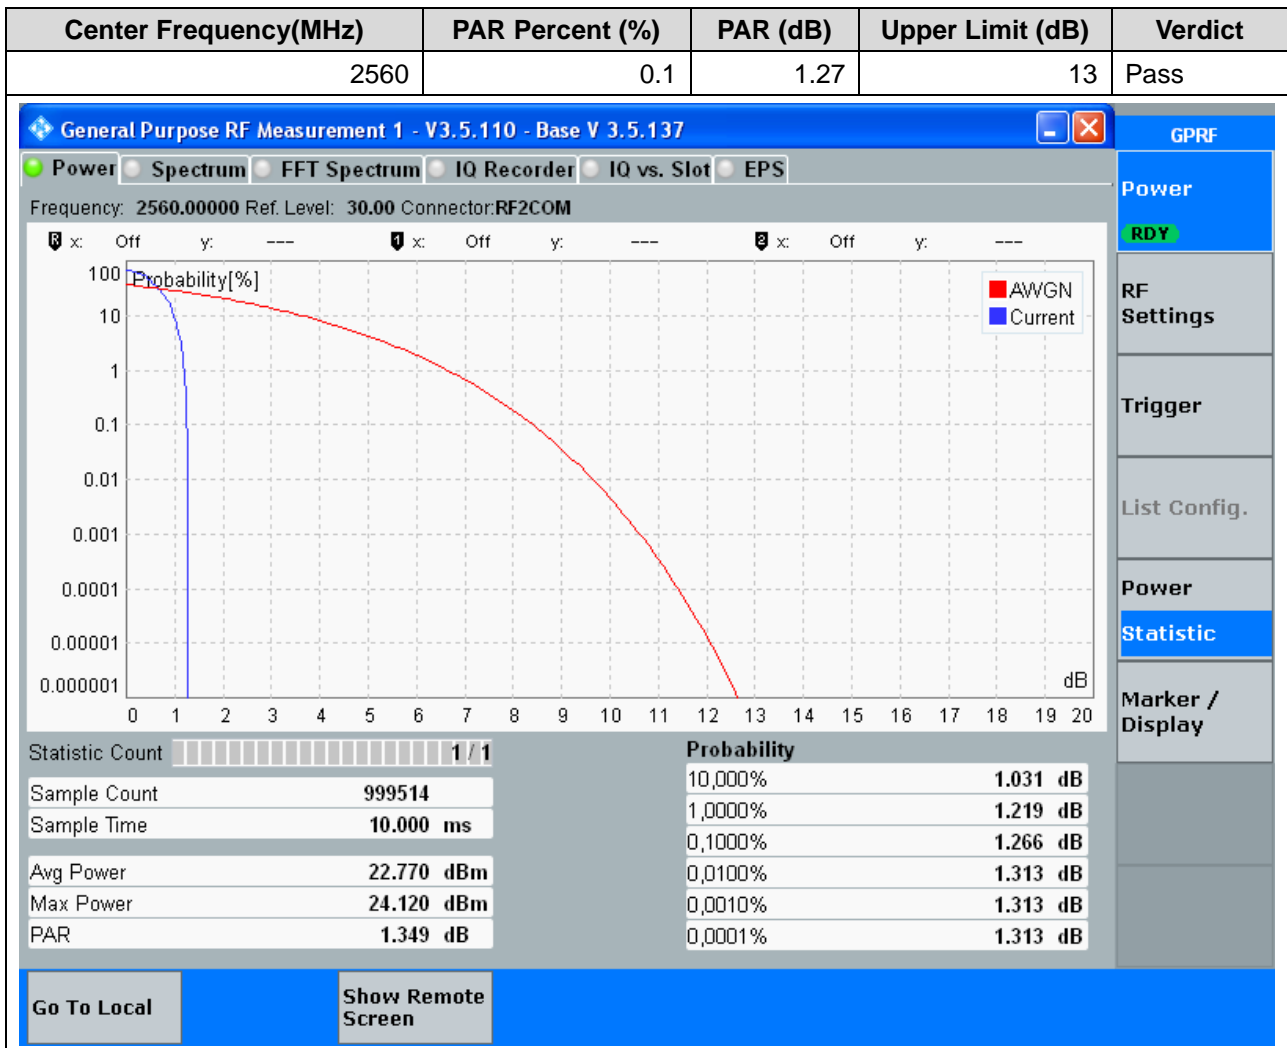 Center Frequency(MHz) PAR Percent (%) PAR (dB) Upper Limit (dB) Verdict
2560 0.1 1.27 13 Pass
General Purpose RF Measurement 1 - V3.5.110 - Base V 3.5.137
GPRF
Power Spectrum FFT Spectrum IQ Recorder IQ vs. Slot EPS
Power
RDY
Frequency: 2560.00000 Ref. Level: 30.00 Connector:RF2COM
R x: Off y: --- 1 x: Off y: --- 2 x: Off y: ---
Probability[%]
AWGN
Current
100
10
1
0.1
0.01
0.001
0.0001
0.00001
0.000001
dB
0 1 2 3 4 5 6 7 8 9 10 11 12 13 14 15 16 17 18 19 20
RF
Settings
Trigger
List Config.
Power
Statistic
Marker /
Display
Statistic Count 1 / 1
Sample Count 999514
Sample Time 10.000 ms
Avg Power 22.770 dBm
Max Power 24.120 dBm
PAR 1.349 dB
Probability
10,000% 1.031 dB
1,0000% 1.219 dB
0,1000% 1.266 dB
0,0100% 1.313 dB
0,0010% 1.313 dB
0,0001% 1.313 dB
Go To Local
Show Remote
Screen